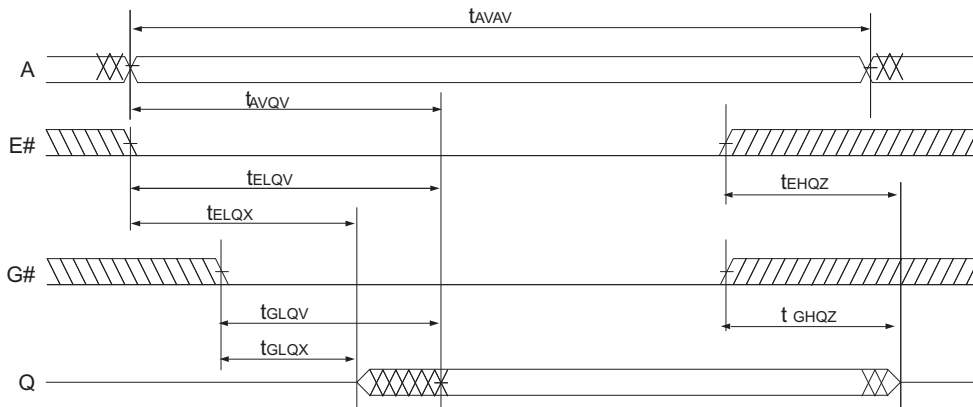 tAVAV
A
tAVQV
E#
tELQV
tEHQZ
tELQX
G#
tGLQV
t GHQZ
tGLQX
Q